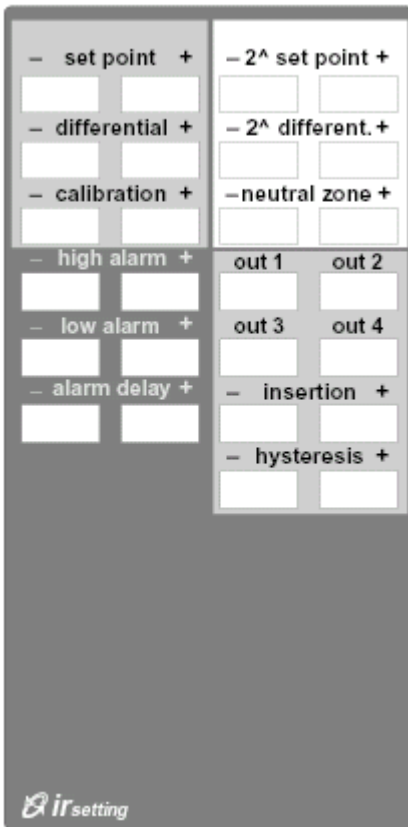 – set point +
– differential +
– calibration +
– high alarm +
– low alarm +
– alarm delay +
– 2^ set point +
– 2^ different. +
– neutral zone +
out 1 out 2
out 3 out 4
– insertion +
– hysteresis +
ir setting